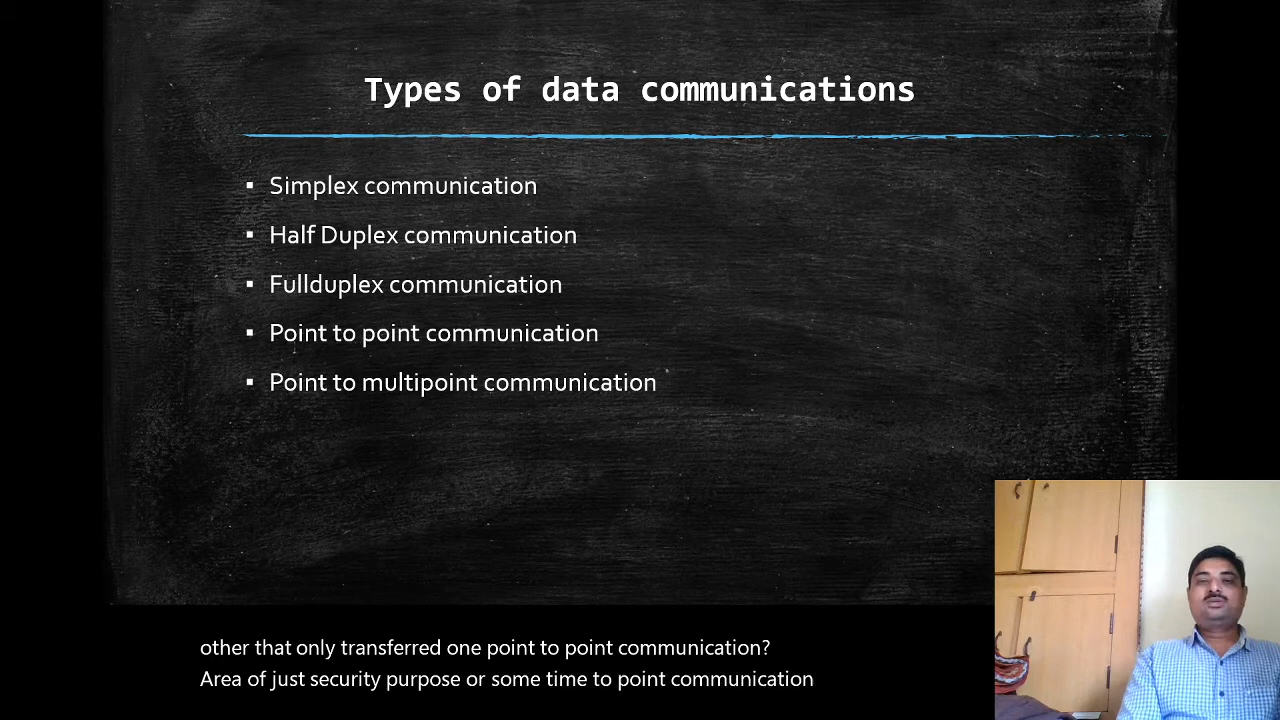 Types of data communications
▪ Simplex communication
▪ Half Duplex communication
▪ Fullduplex communication
▪ Point to point communication
▪ Point to multipoint communication
other that only transferred one point to point communication?
Area of just security purpose or some time to point communication